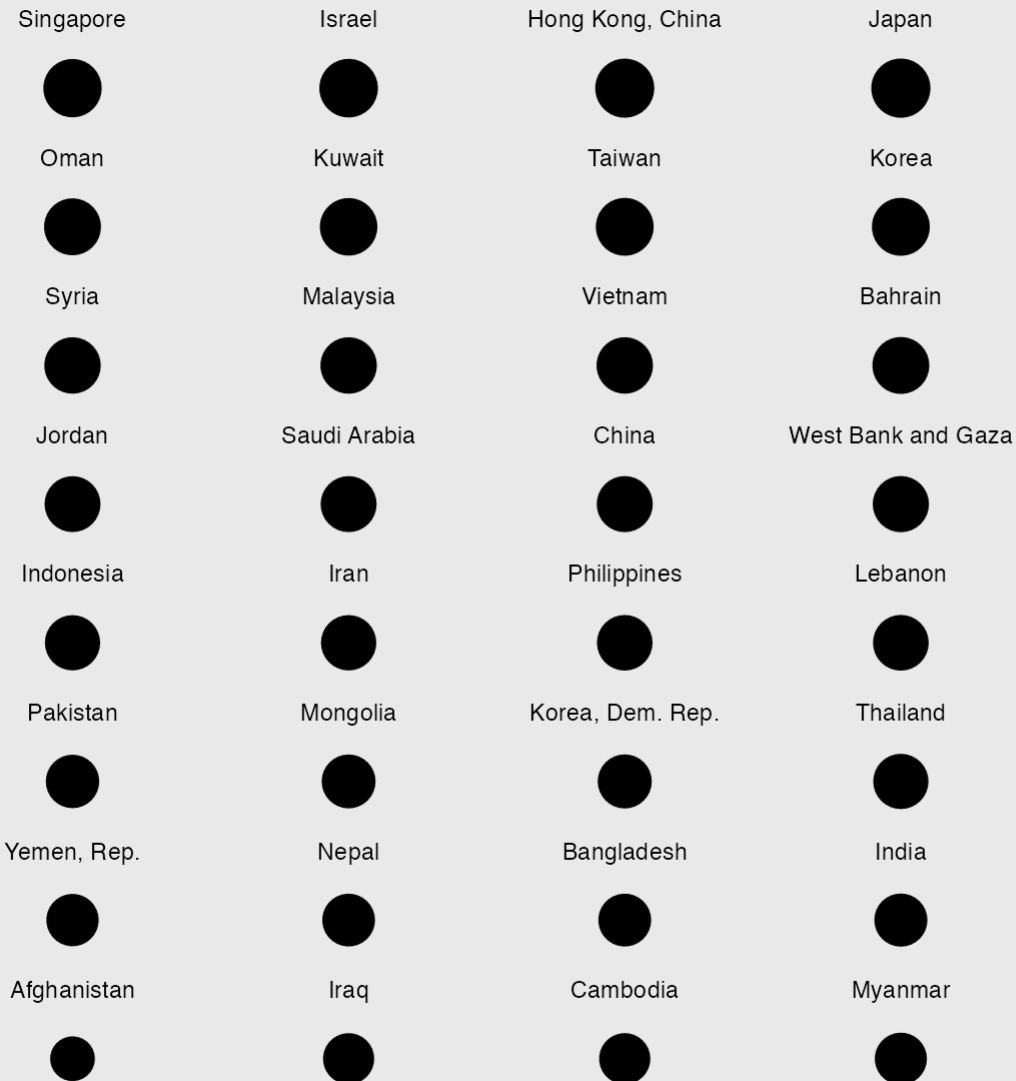 Singapore Israel Hong Kong, China Japan
Oman Kuwait Taiwan Korea
Syria Malaysia Vietnam Bahrain
Jordan Saudi Arabia China West Bank and Gaza
Indonesia Iran Philippines Lebanon
Pakistan Mongolia Korea, Dem. Rep. Thailand
Yemen, Rep. Nepal Bangladesh India
Afghanistan Iraq Cambodia Myanmar